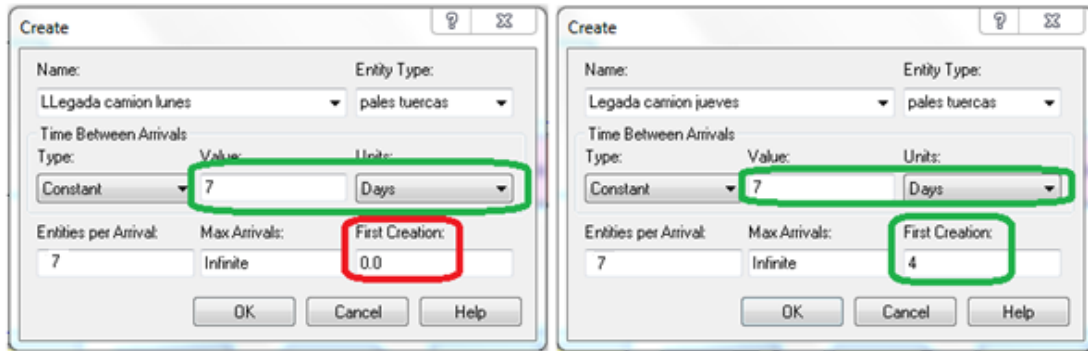 Create
Name: Entity Type:
LLegada camion lunes pales tuercas
Time Between Arrivals
Type: Value: Units:
Constant 7 Days
Entities per Arrival: Max Arrivals: First Creation:
7 Infinite 0.0
OK Cancel Help
Create
Name: Entity Type:
Legada camion jueves pales tuercas
Time Between Arrivals
Type: Value: Units:
Constant 7 Days
Entities per Arrival: Max Arrivals: First Creation:
7 Infinite 4
OK Cancel Help